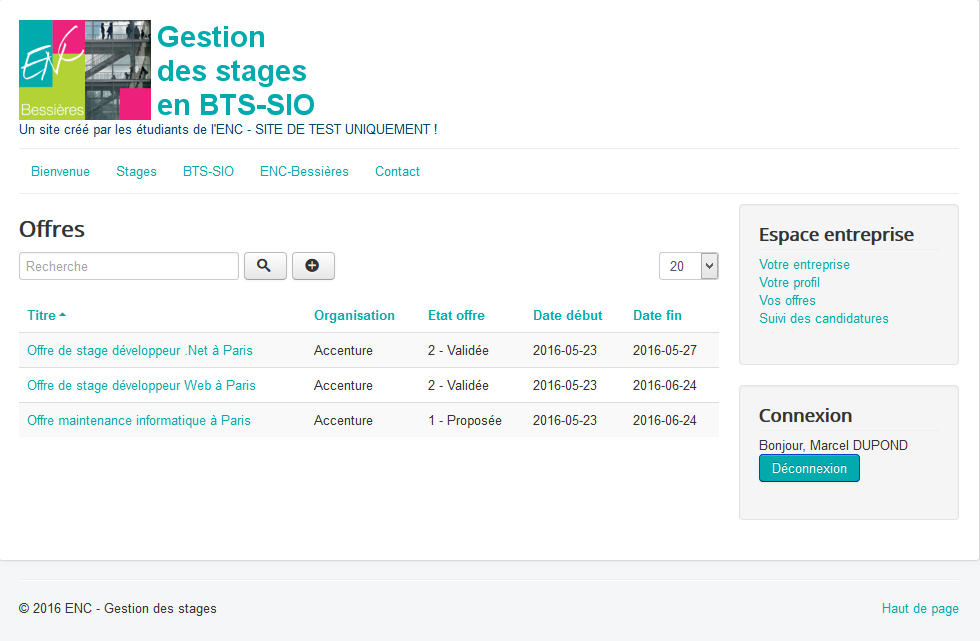 ENC
Bessières
Gestion
des stages
en BTS-SIO
Un site créé par les étudiants de l'ENC - SITE DE TEST UNIQUEMENT !
Bienvenue Stages BTS-SIO ENC-Bessières Contact
Offres
Recherche 20
Titre Organisation Etat offre Date début Date fin
Offre de stage développeur .Net à Paris Accenture 2 - Validée 2016-05-23 2016-05-27
Offre de stage développeur Web à Paris Accenture 2 - Validée 2016-05-23 2016-06-24
Offre maintenance informatique à Paris Accenture 1 - Proposée 2016-05-23 2016-06-24
Espace entreprise
Votre entreprise
Votre profil
Vos offres
Suivi des candidatures
Connexion
Bonjour, Marcel DUPOND
Déconnexion
© 2016 ENC - Gestion des stages Haut de page